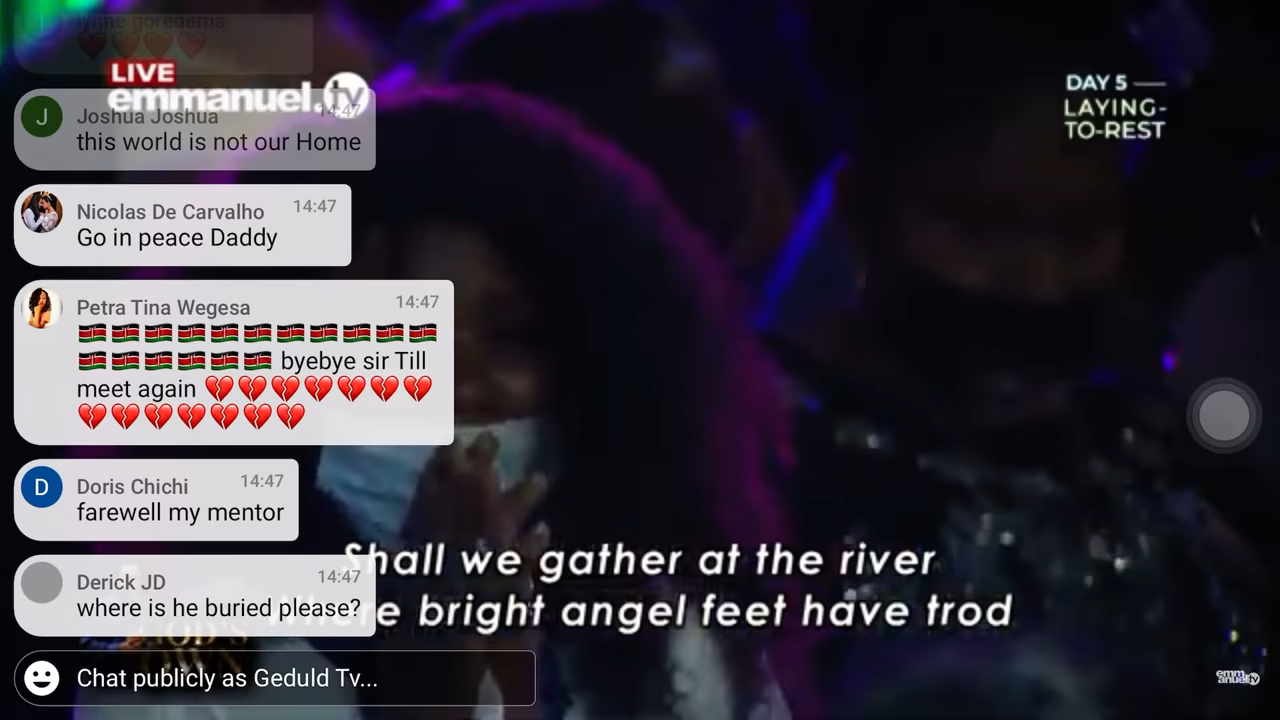 lynne goredema
❤️❤️❤️❤️
LIVE
emmanuel.tv
DAY 5 —
LAYING-
TO-REST
Joshua Joshua 14:47
this world is not our Home
Nicolas De Carvalho 14:47
Go in peace Daddy
Petra Tina Wegesa 14:47
🇰🇪🇰🇪🇰🇪🇰🇪🇰🇪🇰🇪🇰🇪🇰🇪🇰🇪🇰🇪🇰🇪
🇰🇪🇰🇪🇰🇪🇰🇪🇰🇪🇰🇪 byebye sir Till
meet again 💔💔💔💔💔💔💔
💔💔💔💔💔💔💔
D
Doris Chichi 14:47
farewell my mentor
Derick JD 14:47
where is he buried please?
Shall we gather at the river
bright angel feet have trod
GOD'S
Chat publicly as Geduld Tv...
emmanuel.tv